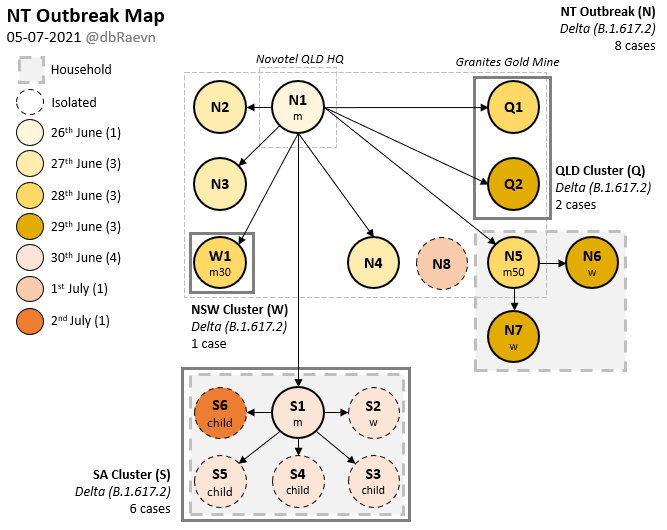 NT Outbreak Map
05-07-2021 @dbRaevn
Household
Isolated
26th June (1)
27th June (3)
28th June (3)
29th June (3)
30th June (4)
1st July (1)
2nd July (1)
NT Outbreak (N)
Delta (B.1.617.2)
8 cases
Novotel QLD HQ
Granites Gold Mine
N2
N1
m
Q1
N3
Q2
QLD Cluster (Q)
Delta (B.1.617.2)
2 cases
W1
m30
N4
N8
N5
m50
N6
w
NSW Cluster (W)
Delta (B.1.617.2)
1 case
N7
w
S6
child
S1
m
S2
w
S5
child
S4
child
S3
child
SA Cluster (S)
Delta (B.1.617.2)
6 cases